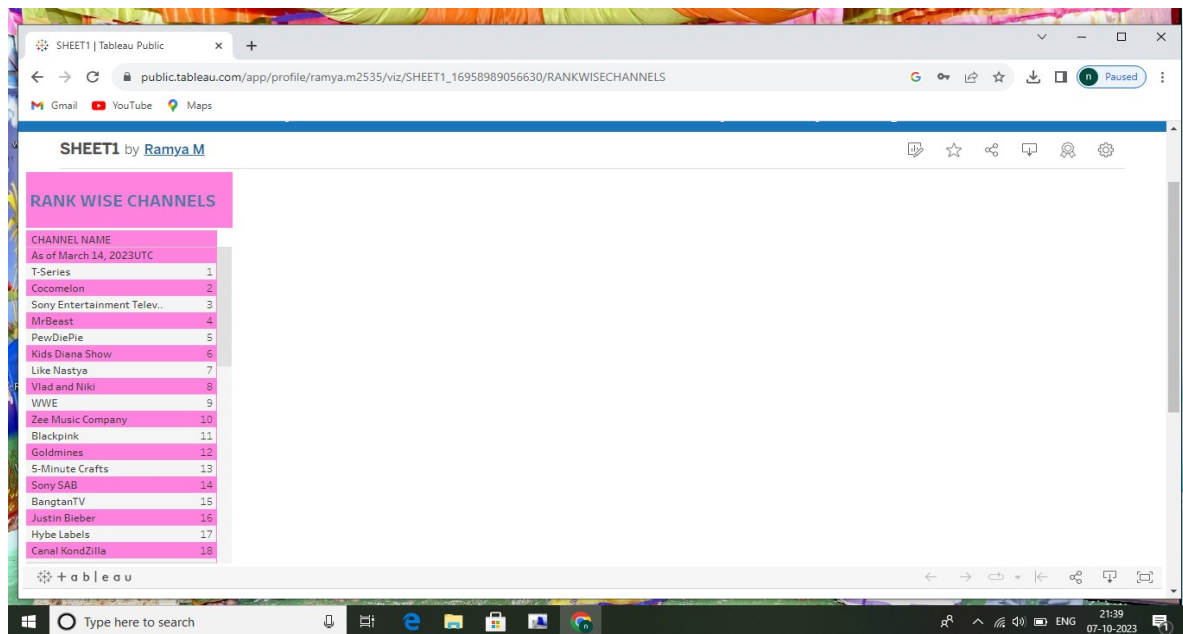 SHEET1 | Tableau Public
public.tableau.com/app/profile/ramya.m2535/viz/SHEET1_16958989056630/RANKWISECHANNELS
G
n Paused
Gmail YouTube Maps
SHEET1 by Ramya M
RANK WISE CHANNELS
CHANNEL NAME
As of March 14, 2023UTC
T-Series 1
Cocomelon 2
Sony Entertainment Telev.. 3
MrBeast 4
PewDiePie 5
Kids Diana Show 6
Like Nastya 7
Vlad and Niki 8
WWE 9
Zee Music Company 10
Blackpink 11
Goldmines 12
5-Minute Crafts 13
Sony SAB 14
BangtanTV 15
Justin Bieber 16
Hybe Labels 17
Canal KondZilla 18
+ableau
Type here to search
ENG
21:39
07-10-2023